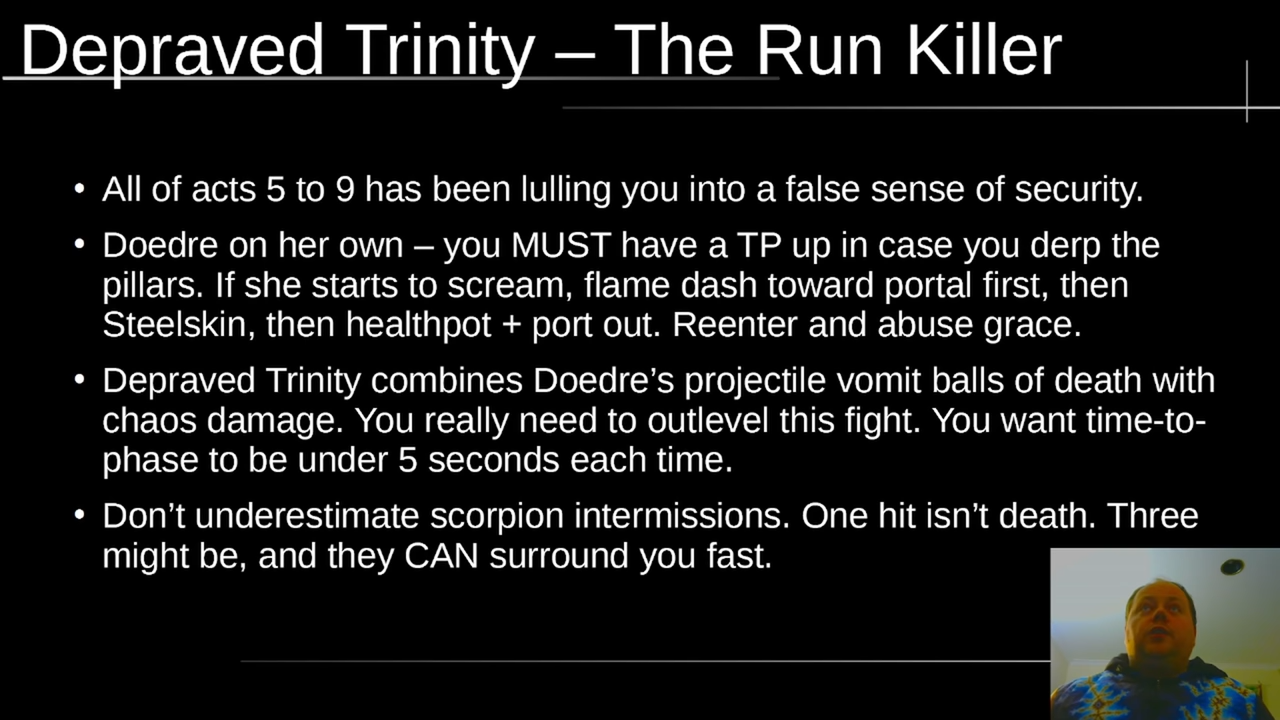 Depraved Trinity – The Run Killer
• All of acts 5 to 9 has been lulling you into a false sense of security.
• Doedre on her own – you MUST have a TP up in case you derp the
pillars. If she starts to scream, flame dash toward portal first, then
Steelskin, then healthpot + port out. Reenter and abuse grace.
• Depraved Trinity combines Doedre’s projectile vomit balls of death with
chaos damage. You really need to outlevel this fight. You want time-to-
phase to be under 5 seconds each time.
• Don’t underestimate scorpion intermissions. One hit isn’t death. Three
might be, and they CAN surround you fast.